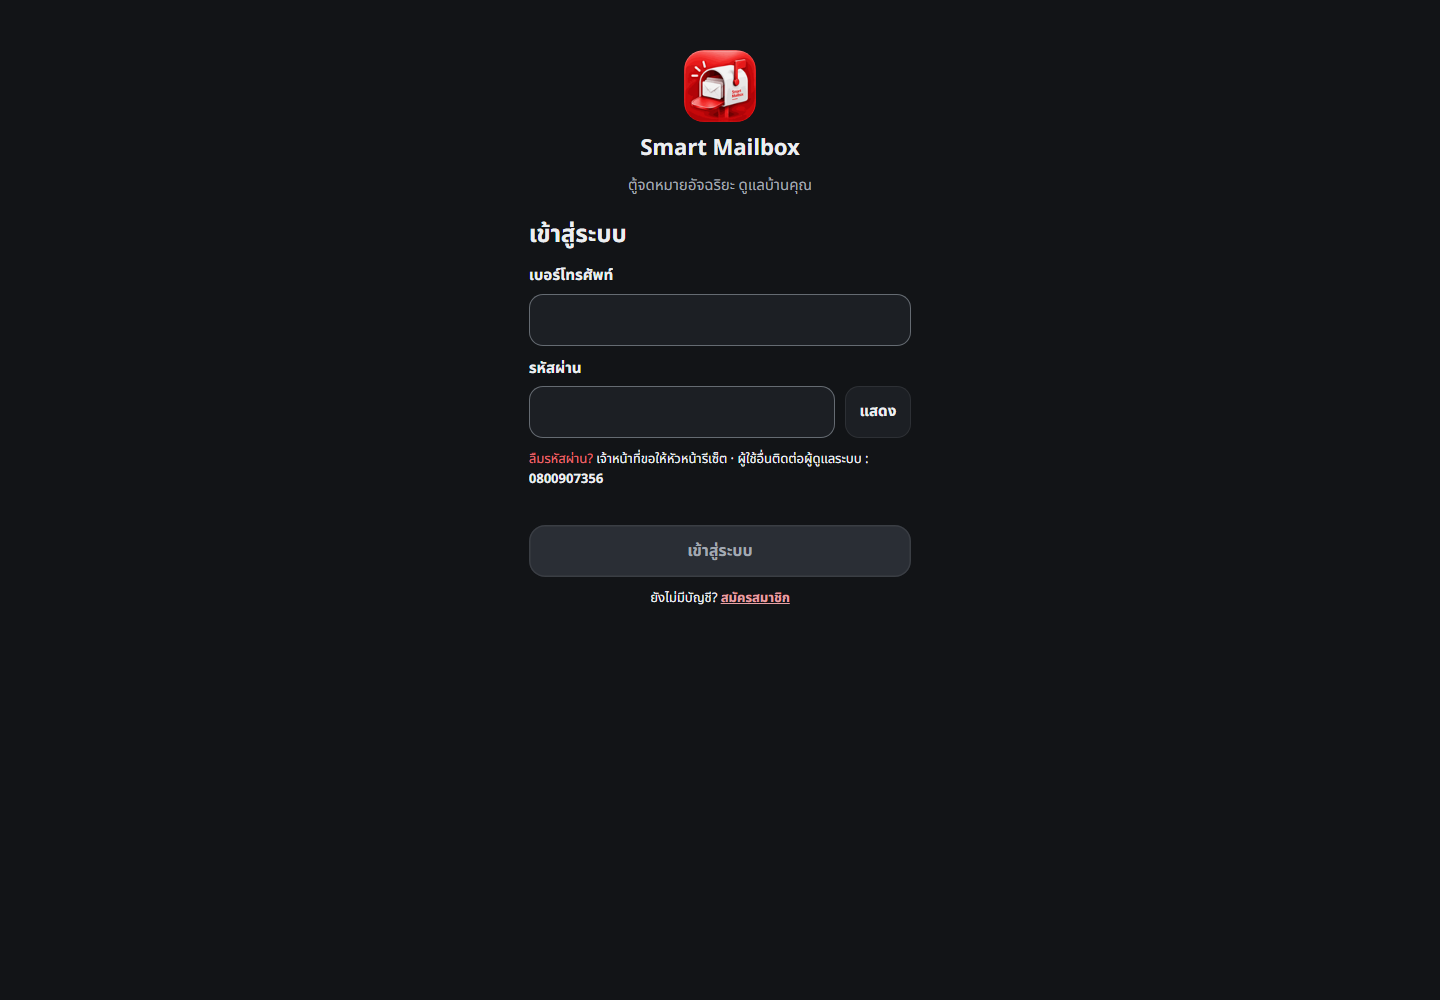 Smart Mailbox
ตู้จดหมายอัจฉริยะ ดูแลบ้านคุณ
เข้าสู่ระบบ
เบอร์โทรศัพท์
รหัสผ่าน
แสดง
ลืมรหัสผ่าน? เจ้าหน้าที่ขอให้หัวหน้ารีเซ็ต · ผู้ใช้อื่นติดต่อผู้ดูแลระบบ :
0800907356
เข้าสู่ระบบ
ยังไม่มีบัญชี? สมัครสมาชิก